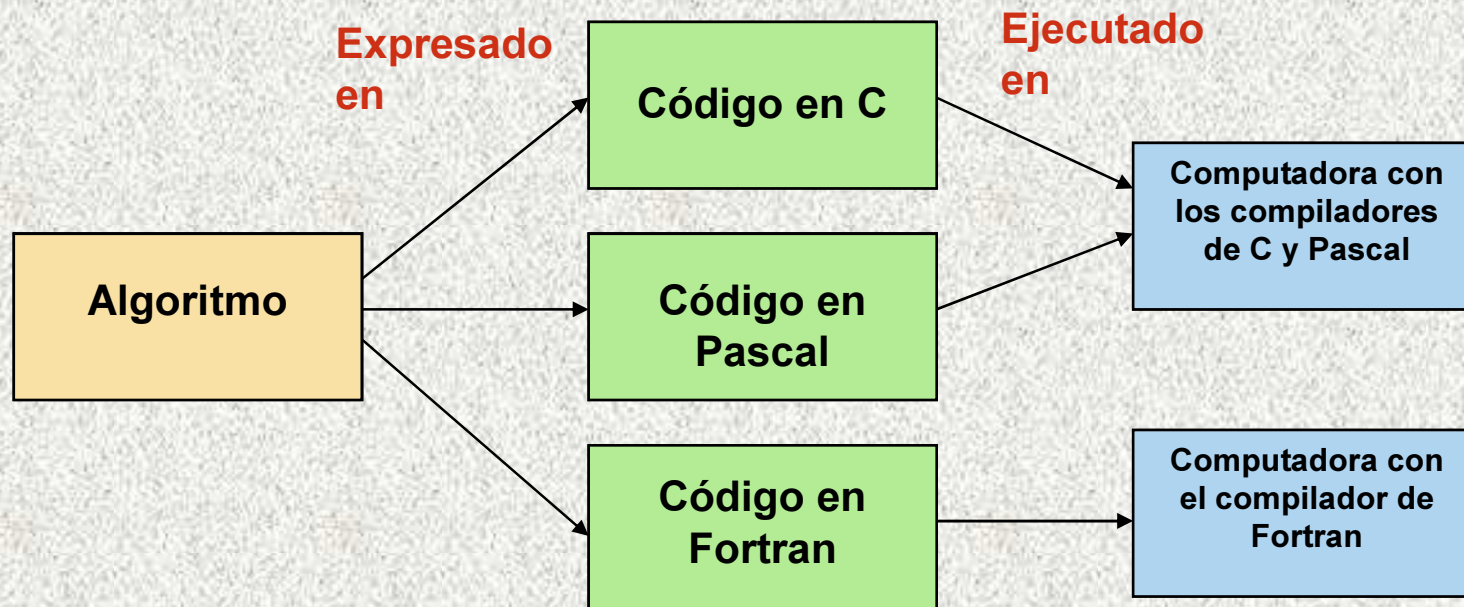 Expresado
en
Ejecutado
en
Código en C
Computadora con
los compiladores
de C y Pascal
Algoritmo
Código en
Pascal
Código en
Fortran
Computadora con
el compilador de
Fortran